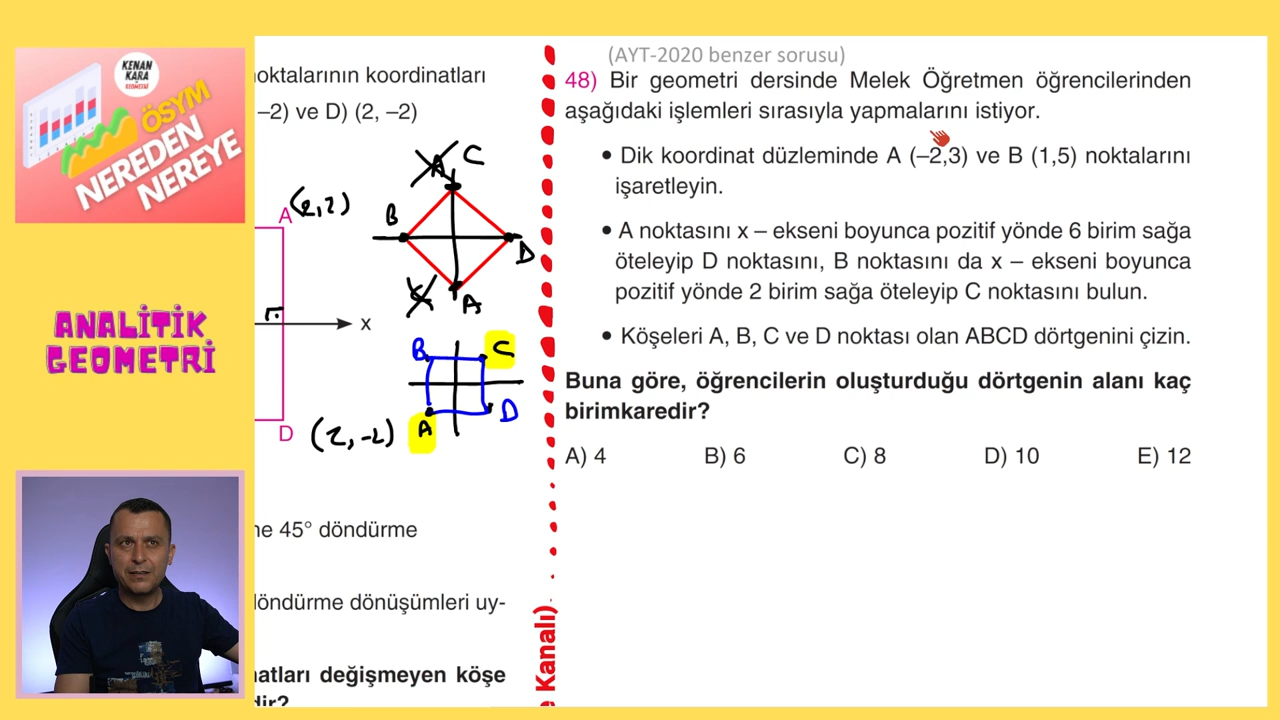 KENAN
KARA
GEOMETRİ
ÖSYM
NEREDEN
NEREYE
ANALİTİK
GEOMETRİ
oktalarının koordinatları
–2) ve D) (2, –2)
A (2,2)
x
D (2,-2)
A C
B
D
C A
B C
A D
ne 45° döndürme
döndürme dönüşümleri uy-
natları değişmeyen köşe
dir?
Kanalı)
(AYT-2020 benzer sorusu)
48) Bir geometri dersinde Melek Öğretmen öğrencilerinden
aşağıdaki işlemleri sırasıyla yapmalarını istiyor.
• Dik koordinat düzleminde A (–2,3) ve B (1,5) noktalarını
işaretleyin.
• A noktasını x – ekseni boyunca pozitif yönde 6 birim sağa
öteleyip D noktasını, B noktasını da x – ekseni boyunca
pozitif yönde 2 birim sağa öteleyip C noktasını bulun.
• Köşeleri A, B, C ve D noktası olan ABCD dörtgenini çizin.
Buna göre, öğrencilerin oluşturduğu dörtgenin alanı kaç
birimkaredir?
A) 4 B) 6 C) 8 D) 10 E) 12